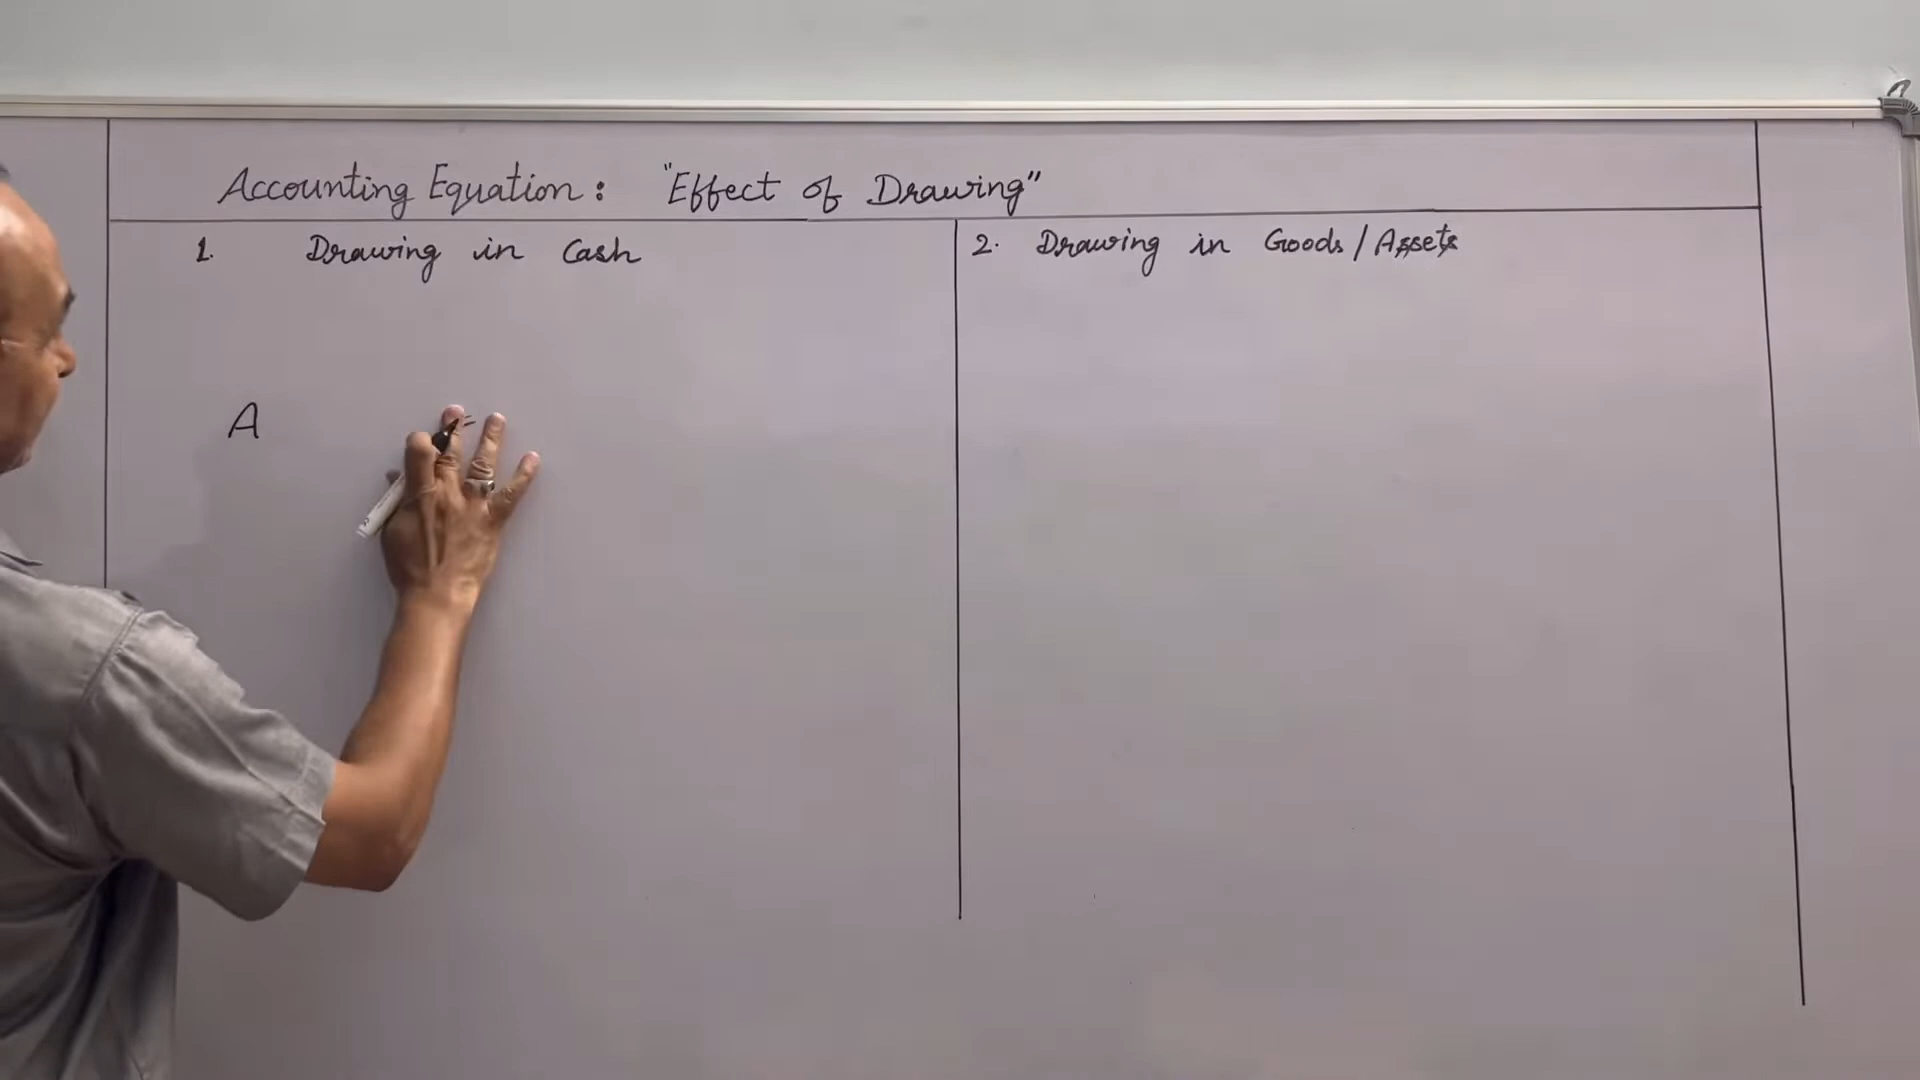 Accounting Equation: "Effect of Drawing"
1. Drawing in Cash
A =
2. Drawing in Goods/Assets